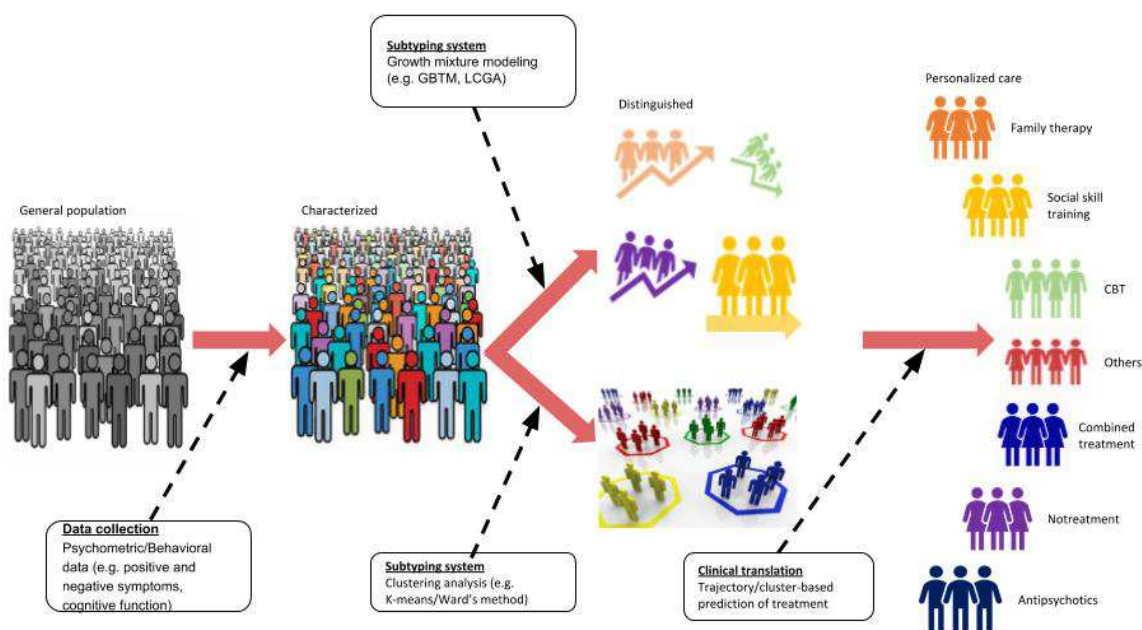 Subtyping system
Growth mixture modeling
(e.g. GBTM, LCGA)
Personalized care
Distinguished
Family therapy
General population
Characterized
Social skill
training
CBT
Others
Combined
treatment
Notreatment
Data collection
Psychometric/Behavioral
data (e.g. positive and
negative symptoms,
cognitive function)
Subtyping system
Clustering analysis (e.g.
K-means/Ward's method)
Clinical translation
Trajectory/cluster-based
prediction of treatment
Antipsychotics